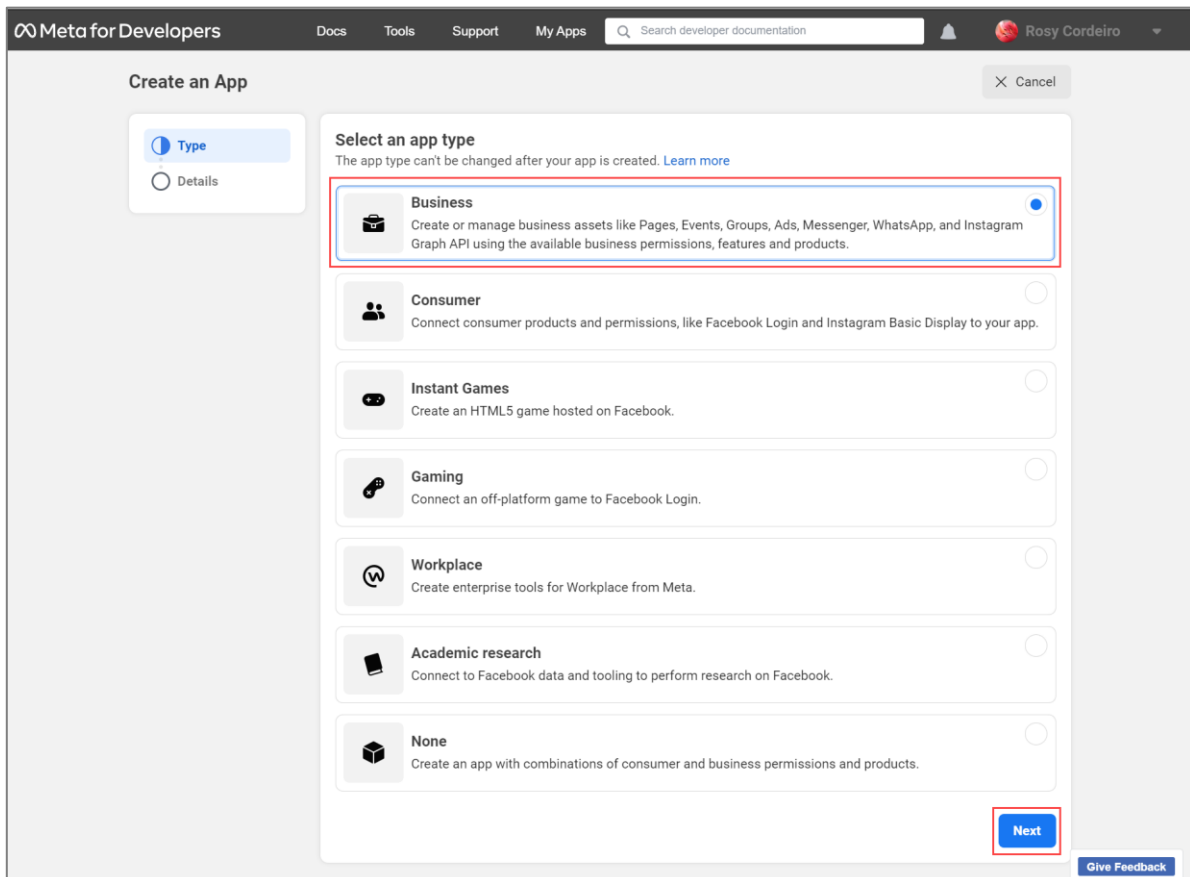 Meta for Developers
Docs Tools Support My Apps Search developer documentation Rosy Cordeiro
Create an App
Cancel
Type
Details
Select an app type
The app type can't be changed after your app is created. Learn more
Business
Create or manage business assets like Pages, Events, Groups, Ads, Messenger, WhatsApp, and Instagram
Graph API using the available business permissions, features and products.
Consumer
Connect consumer products and permissions, like Facebook Login and Instagram Basic Display to your app.
Instant Games
Create an HTML5 game hosted on Facebook.
Gaming
Connect an off-platform game to Facebook Login.
Workplace
Create enterprise tools for Workplace from Meta.
Academic research
Connect to Facebook data and tooling to perform research on Facebook.
None
Create an app with combinations of consumer and business permissions and products.
Next
Give Feedback